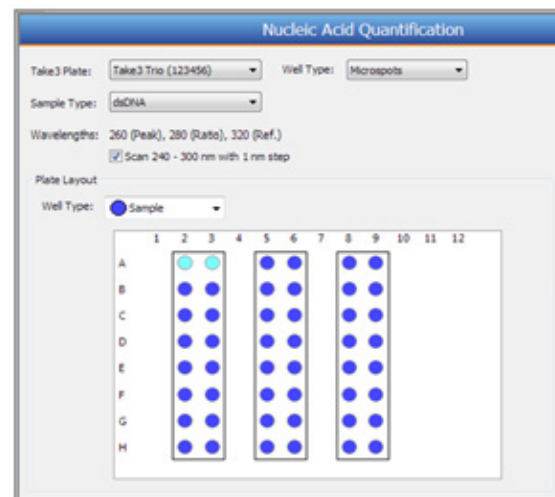 Nucleic Acid Quantification
Take3 Plate: Take3 Trio (123456) Well Type: Microspots
Sample Type: dsDNA
Wavelengths: 260 (Peak), 280 (Ratio), 320 (Ref.)
Scan 240 - 300 nm with 1 nm step
Plate Layout
Well Type: Sample
1 2 3 4 5 6 7 8 9 10 11 12
A
B
C
D
E
F
G
H